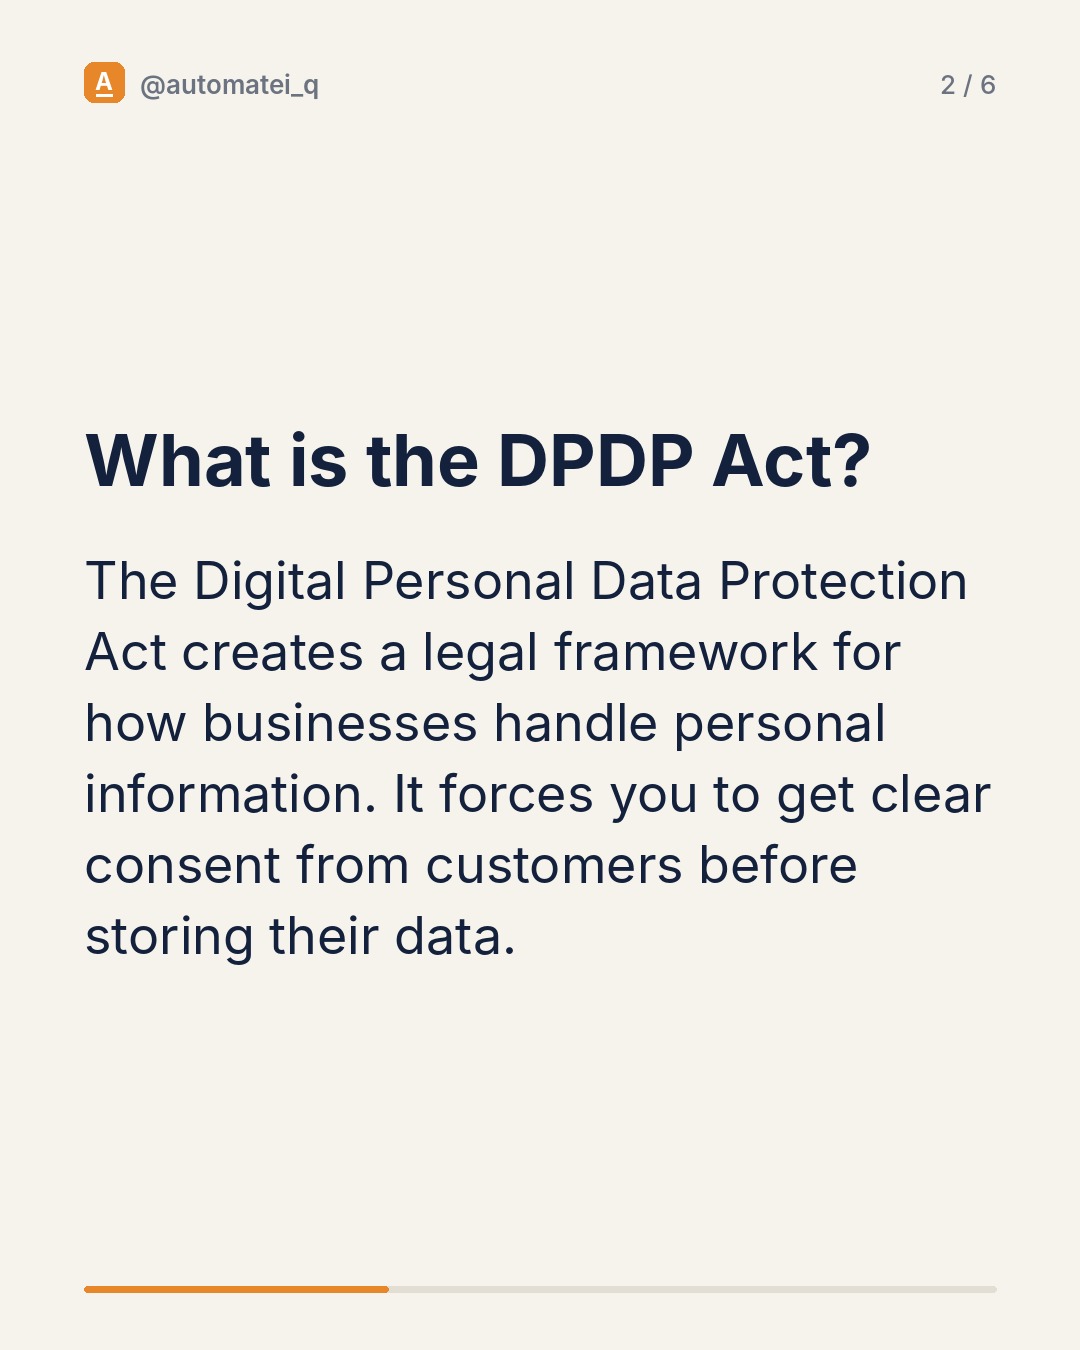 A
@automatei_q
2 / 6
What is the DPDP Act?
The Digital Personal Data Protection
Act creates a legal framework for
how businesses handle personal
information. It forces you to get clear
consent from customers before
storing their data.